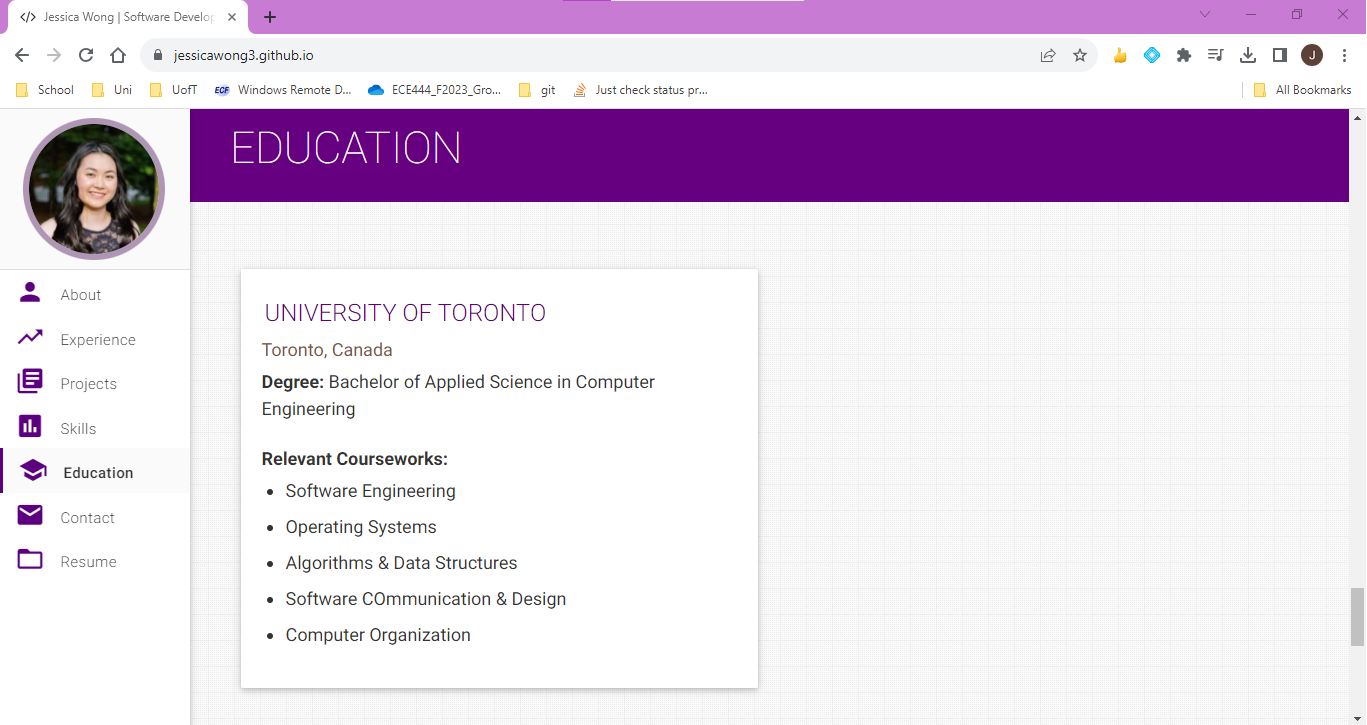 Jessica Wong | Software Develop
jessicawong3.github.io
J
School
Uni
UofT
ECF
Windows Remote D...
ECE444_F2023_Gro...
git
Just check status pr...
All Bookmarks
EDUCATION
About
Experience
Projects
Skills
Education
Contact
Resume
UNIVERSITY OF TORONTO
Toronto, Canada
Degree: Bachelor of Applied Science in Computer
Engineering
Relevant Courseworks:
Software Engineering
Operating Systems
Algorithms & Data Structures
Software COmmunication & Design
Computer Organization